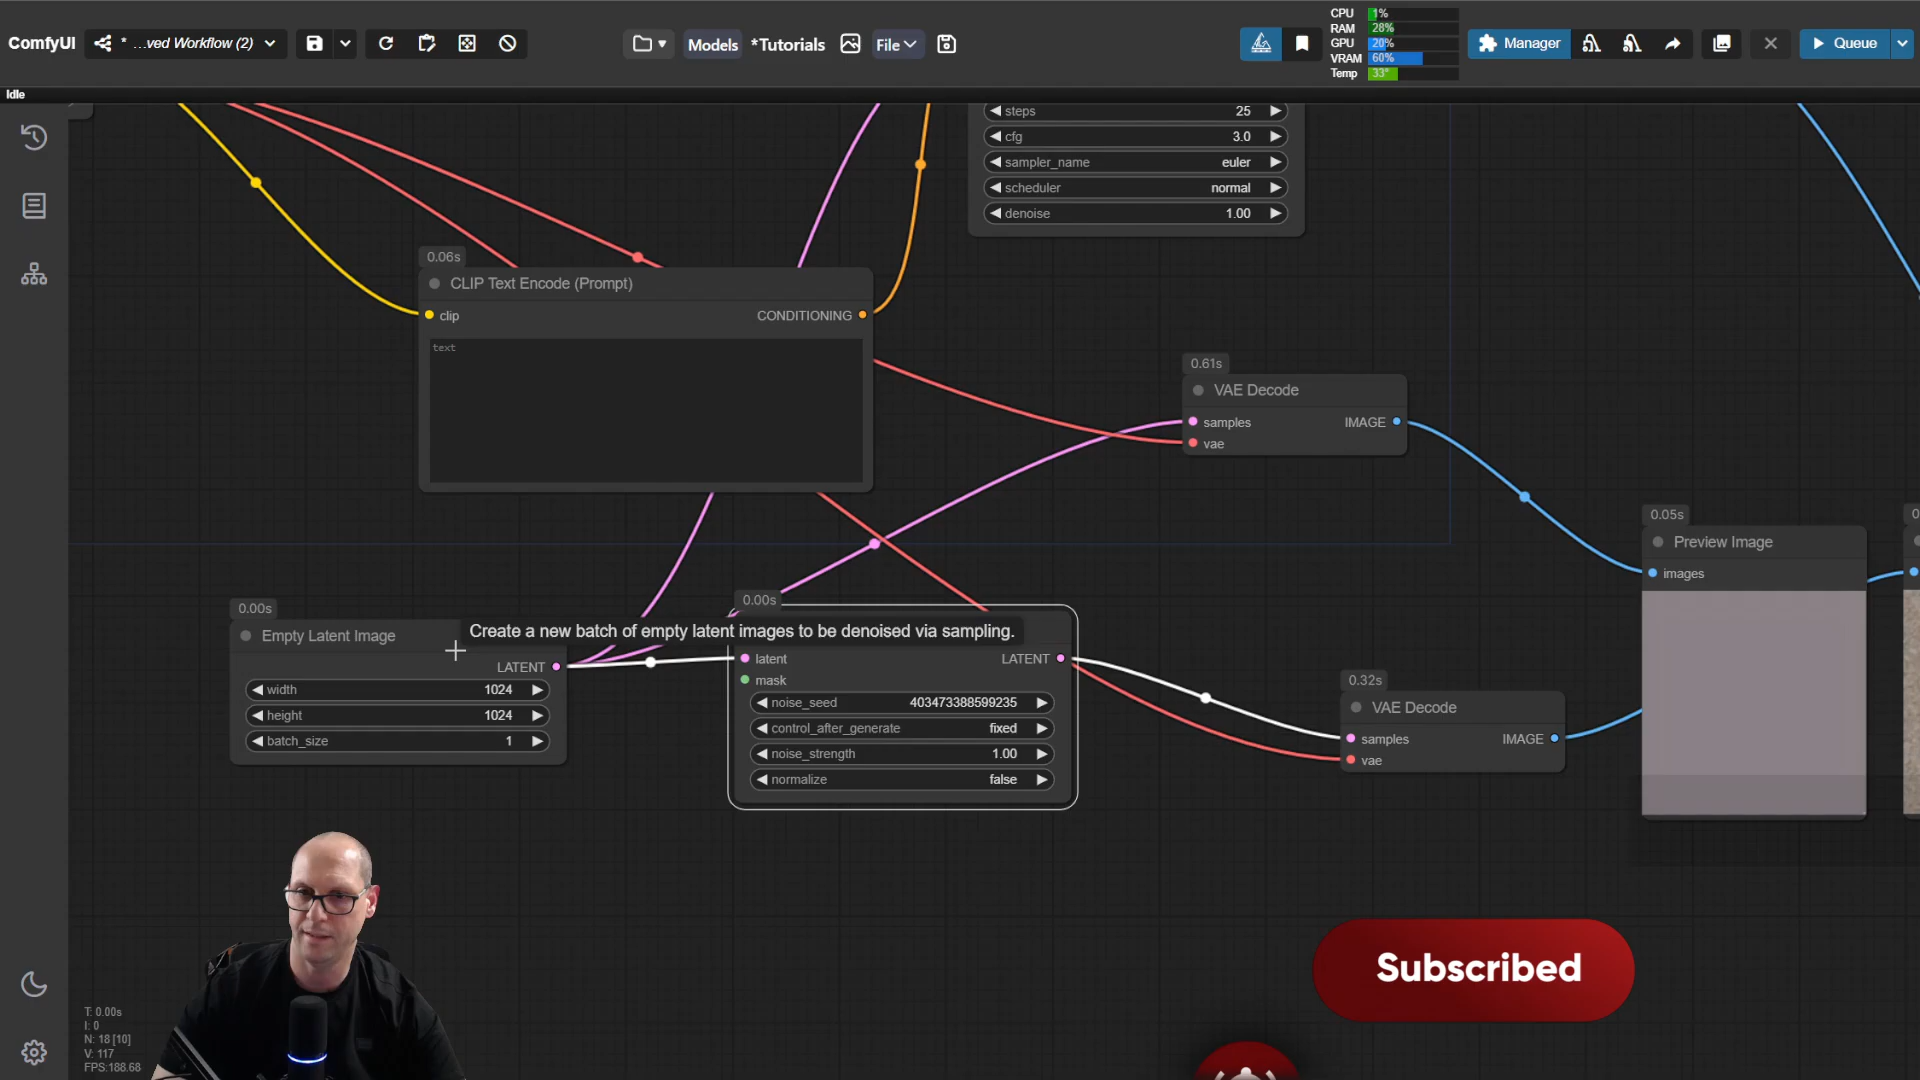 ComfyUI
* ...ved Workflow (2)
Models
*Tutorials
File
CPU 1%
RAM 28%
GPU 20%
VRAM 60%
Temp 33°
Manager
Queue
Idle
steps 25
cfg 3.0
sampler_name euler
scheduler normal
denoise 1.00
0.06s
CLIP Text Encode (Prompt)
clip CONDITIONING
text
0.61s
VAE Decode
samples IMAGE
vae
0.05s
Preview Image
images
0.00s
Empty Latent Image
LATENT
width 1024
height 1024
batch_size 1
Create a new batch of empty latent images to be denoised via sampling.
0.00s
latent LATENT
mask
noise_seed 403473388599235
control_after_generate fixed
noise_strength 1.00
normalize false
0.32s
VAE Decode
samples IMAGE
vae
Subscribed
T: 0.00s
I: 0
N: 18 [10]
V: 117
FPS:188.68